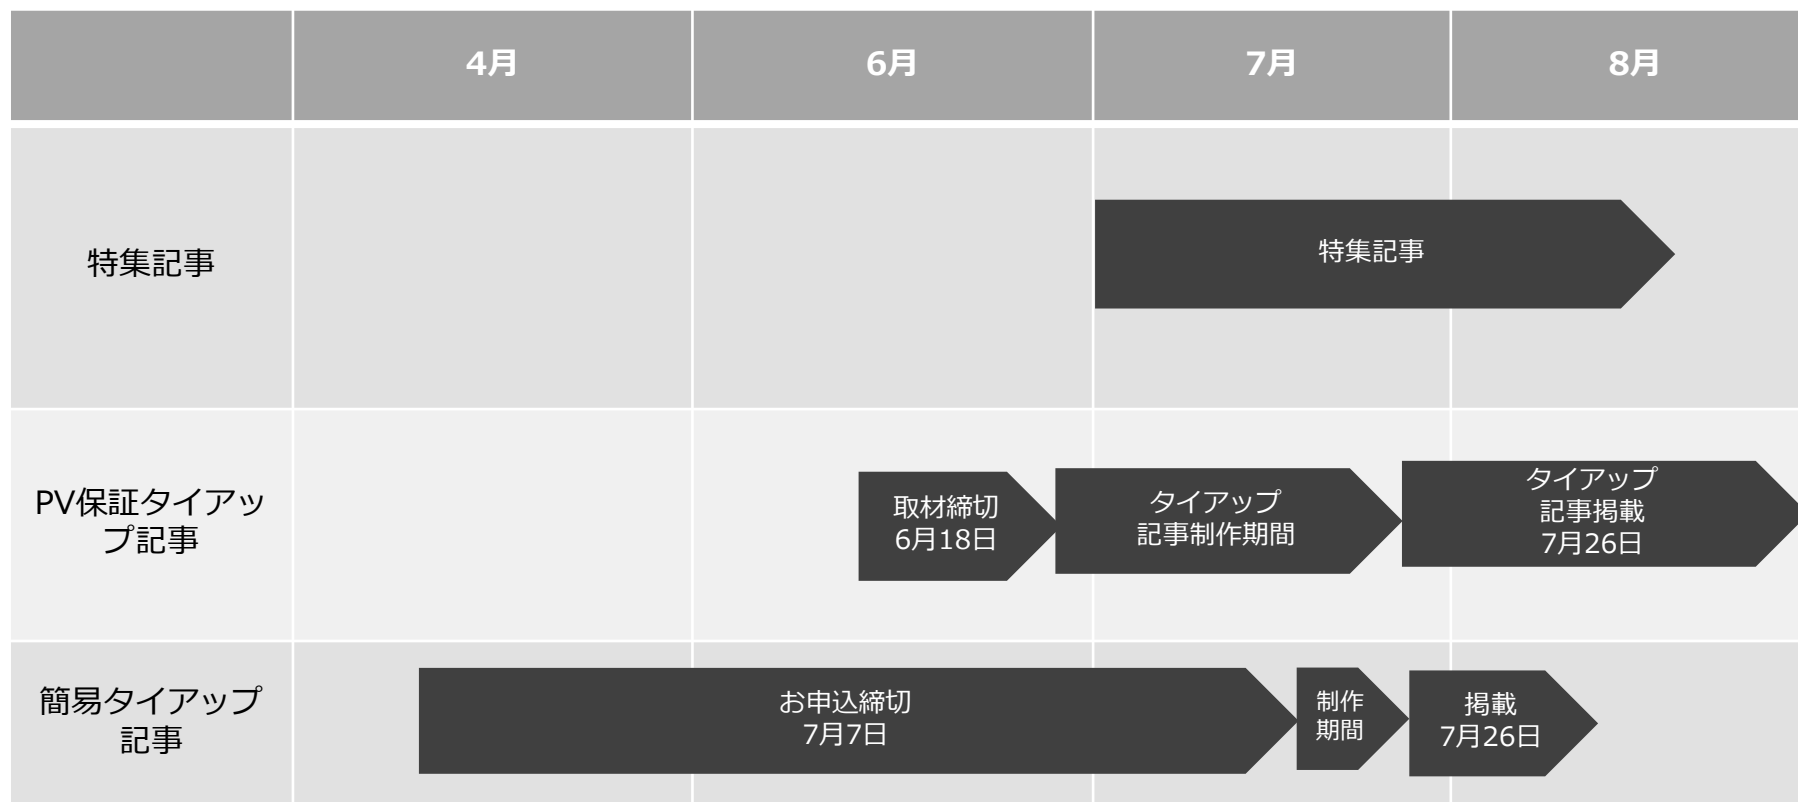 4月
6月
7月
8月
特集記事
特集記事
PV保証タイアッ
プ記事
取材締切
6月18日
タイアップ
記事制作期間
タイアップ
記事掲載
7月26日
簡易タイアップ
記事
お申込締切
7月7日
制作
期間
掲載
7月26日